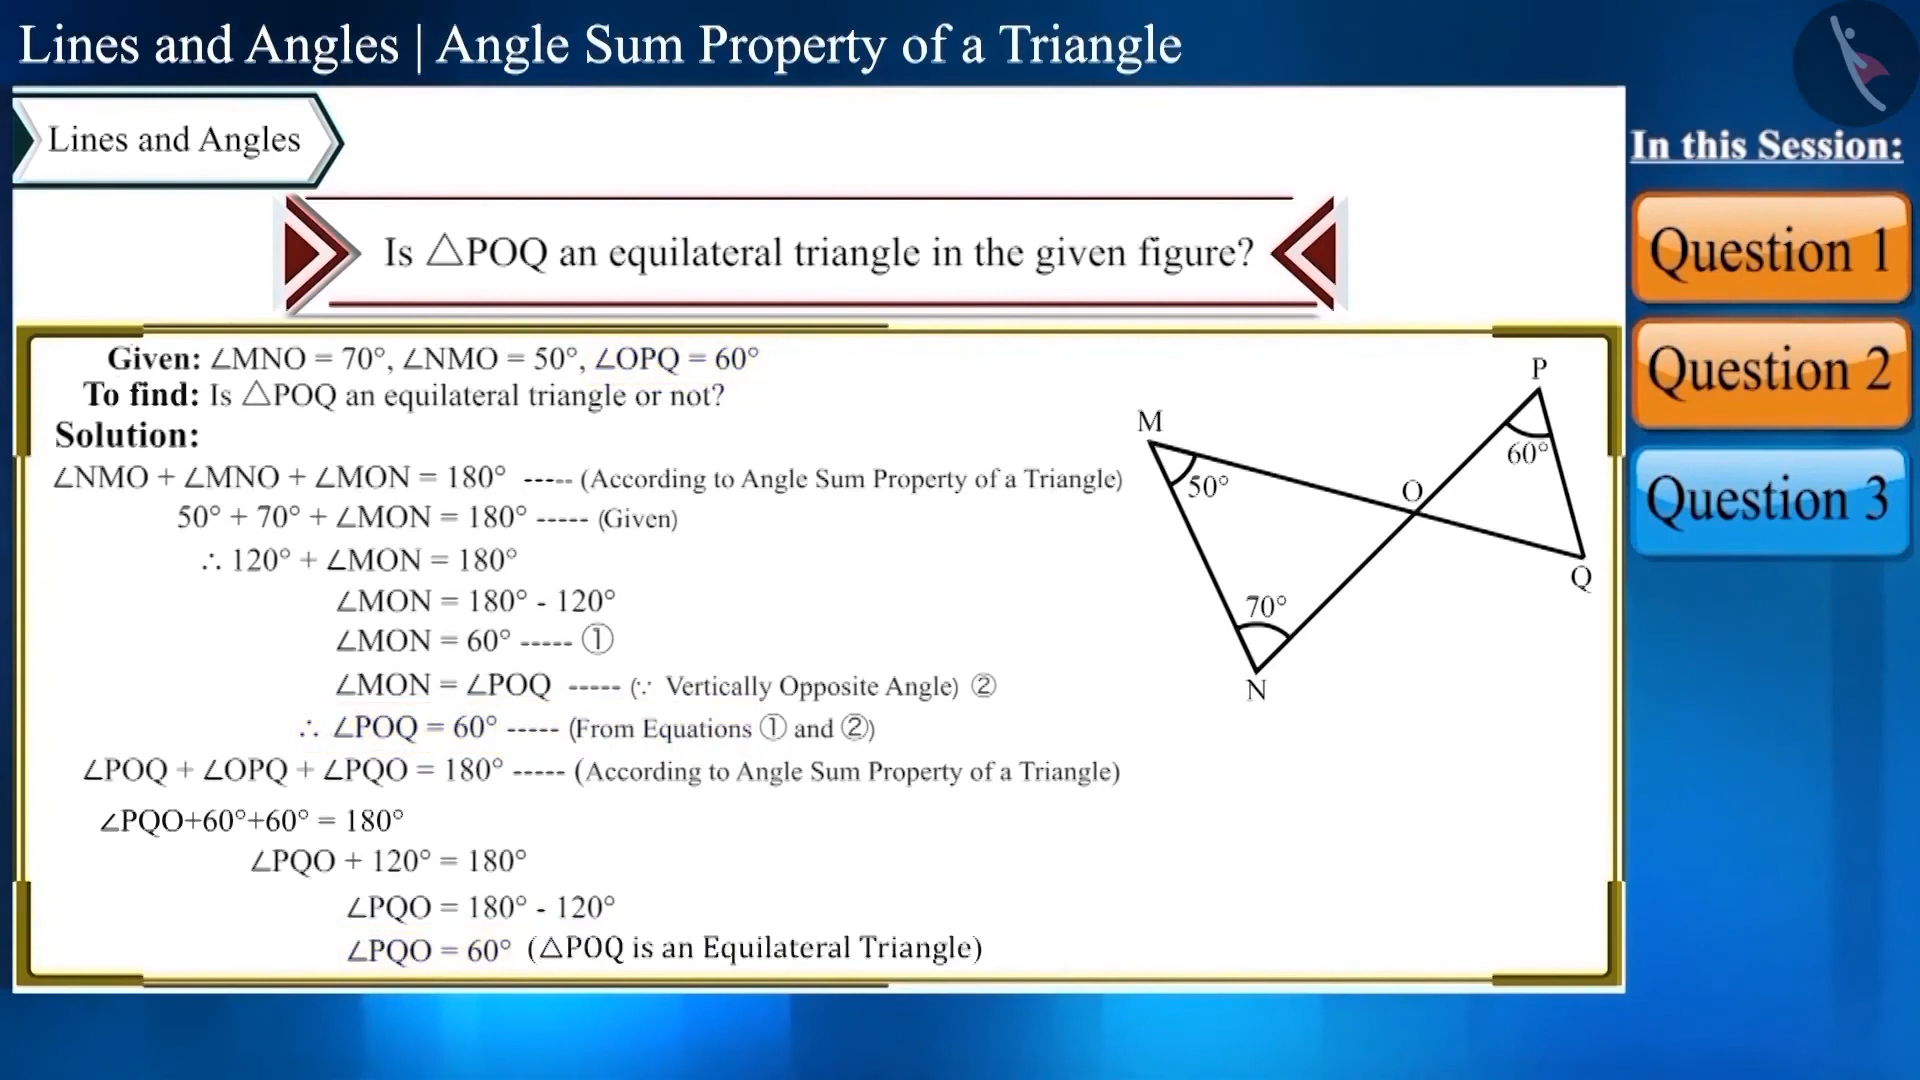 Lines and Angles | Angle Sum Property of a Triangle
Lines and Angles
In this Session:
Is △POQ an equilateral triangle in the given figure?
Question 1
Question 2
Question 3
Given: ∠MNO = 70°, ∠NMO = 50°, ∠OPQ = 60°
To find: Is △POQ an equilateral triangle or not?
Solution:
∠NMO + ∠MNO + ∠MON = 180° ----- (According to Angle Sum Property of a Triangle)
50° + 70° + ∠MON = 180° ----- (Given)
∴ 120° + ∠MON = 180°
∠MON = 180° - 120°
∠MON = 60° ----- ①
∠MON = ∠POQ ----- (∵ Vertically Opposite Angle) ②
∴ ∠POQ = 60° ----- (From Equations ① and ②)
∠POQ + ∠OPQ + ∠PQO = 180° ----- (According to Angle Sum Property of a Triangle)
∠PQO+60°+60° = 180°
∠PQO + 120° = 180°
∠PQO = 180° - 120°
∠PQO = 60° (△POQ is an Equilateral Triangle)
P
M
60°
50°
O
Q
70°
N